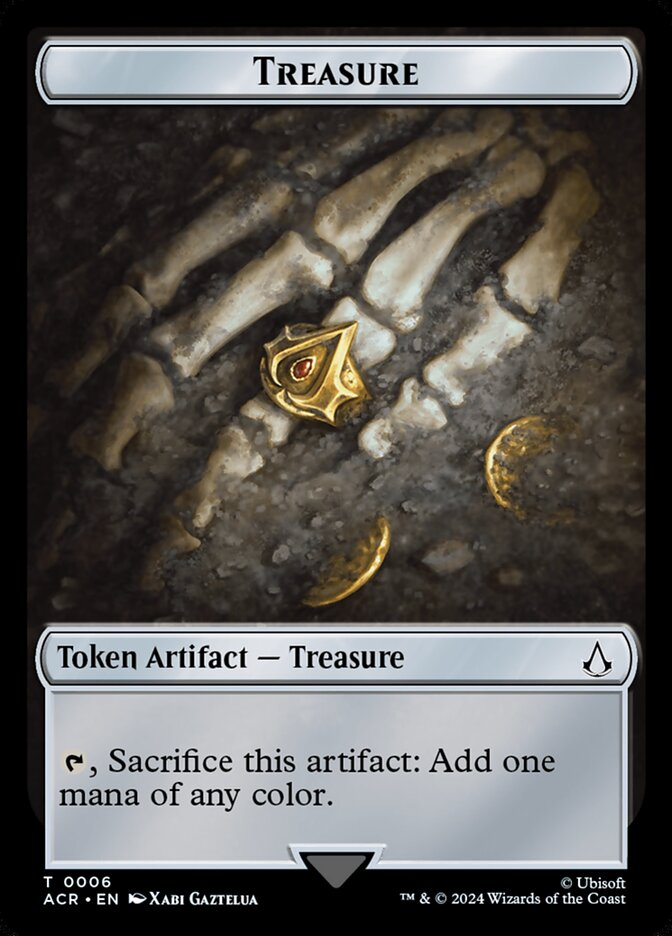 Treasure
Token Artifact — Treasure
, Sacrifice this artifact: Add one
mana of any color.
T 0006
ACR • EN Xabi Gaztelua
© Ubisoft
™ & © 2024 Wizards of the Coast